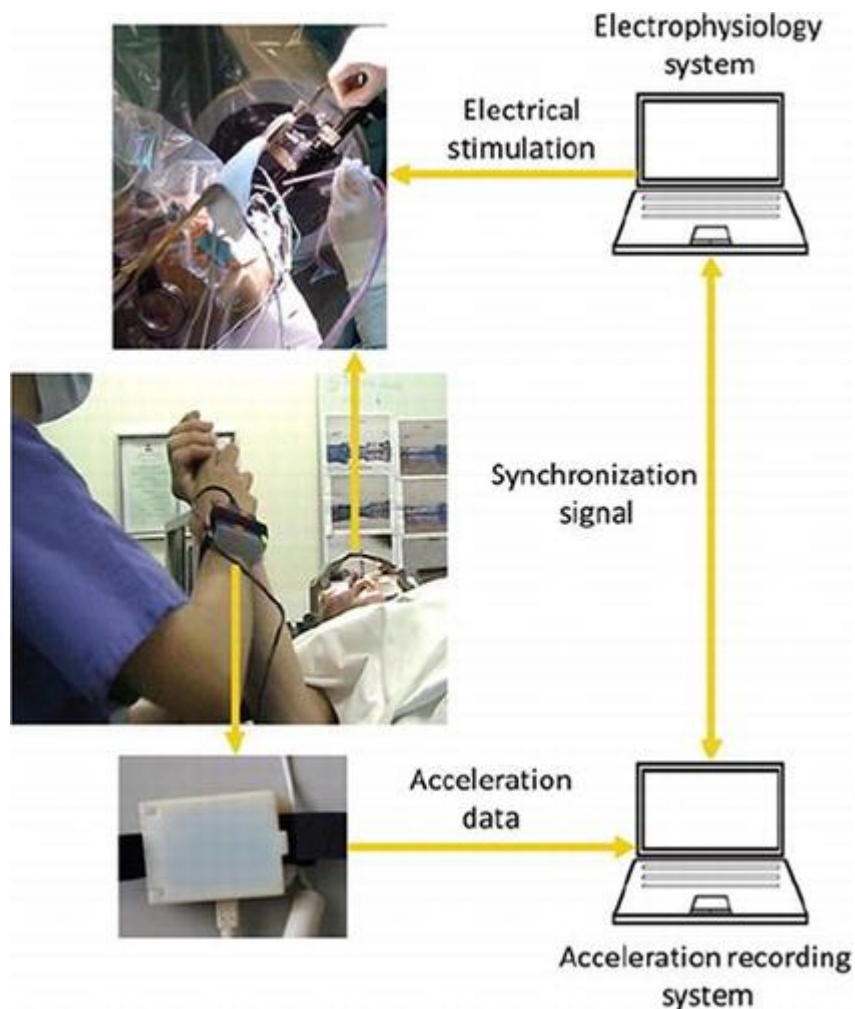 Electrophysiology
system
Electrical
stimulation
Synchronization
signal
Acceleration
data
Acceleration recording
system